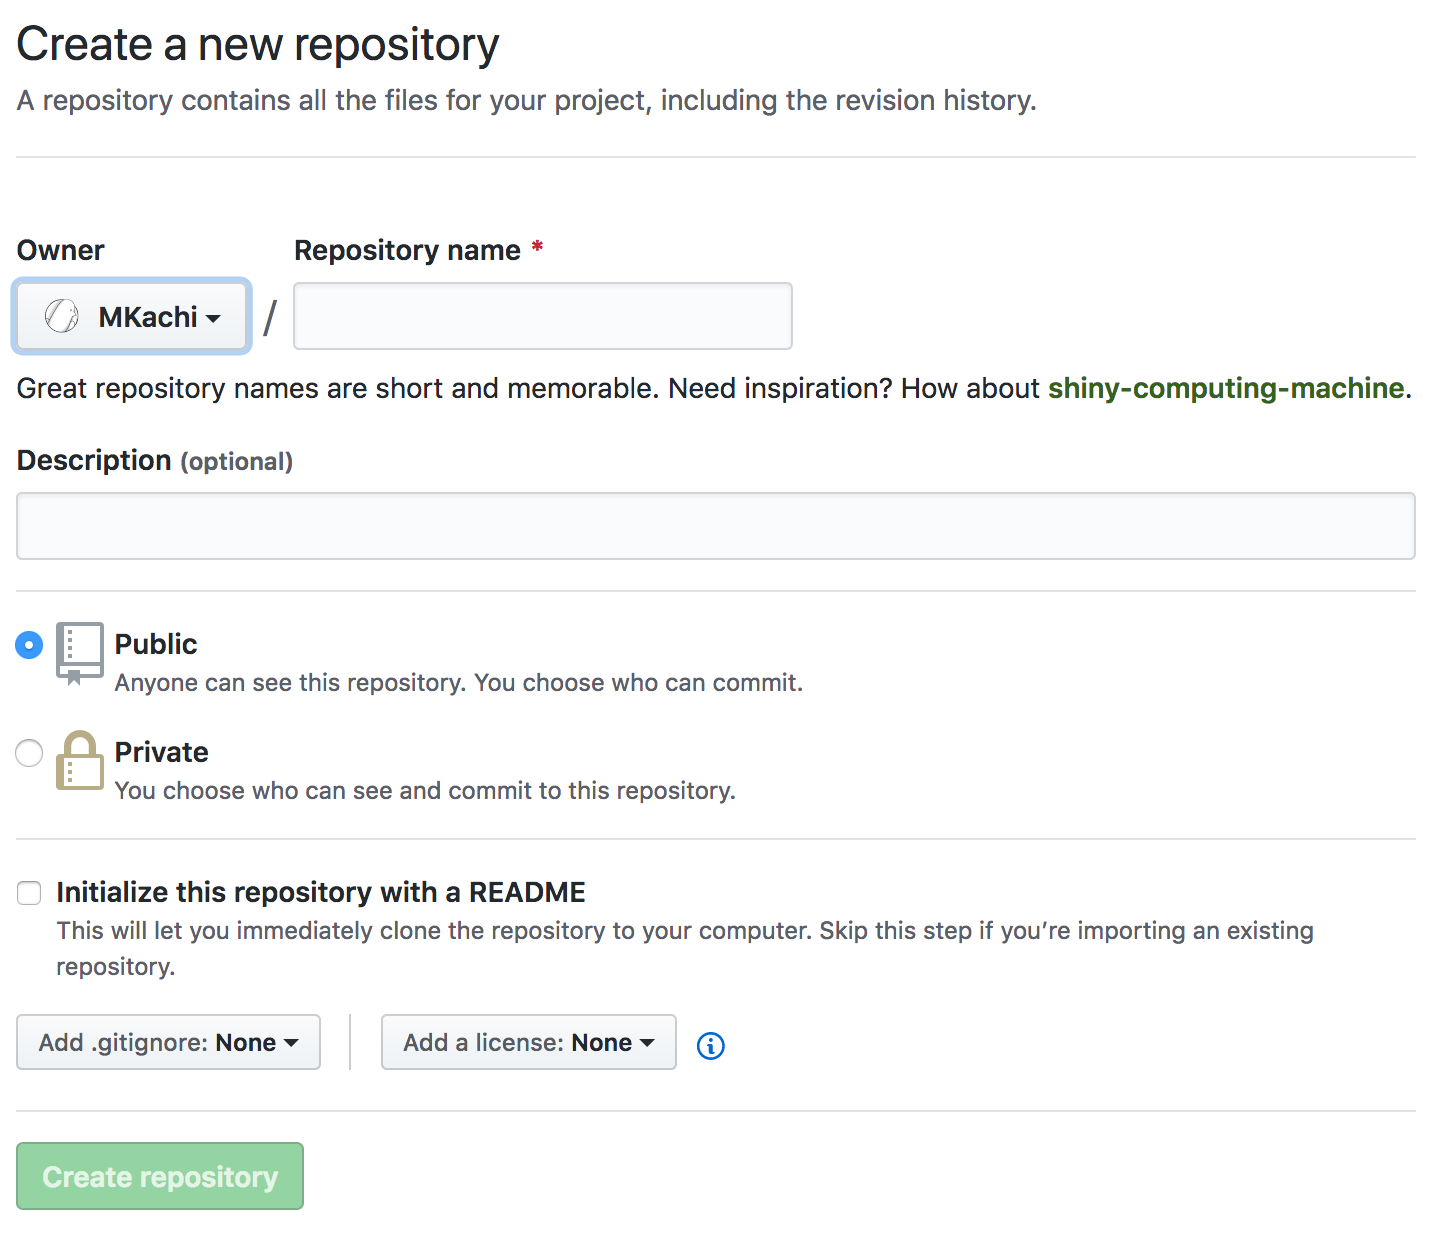 Create a new repository
A repository contains all the files for your project, including the revision history.
Owner
Repository name *
MKachi
/
Great repository names are short and memorable. Need inspiration? How about shiny-computing-machine.
Description (optional)
Public
Anyone can see this repository. You choose who can commit.
Private
You choose who can see and commit to this repository.
Initialize this repository with a README
This will let you immediately clone the repository to your computer. Skip this step if you’re importing an existing
repository.
Add .gitignore: None
Add a license: None
Create repository